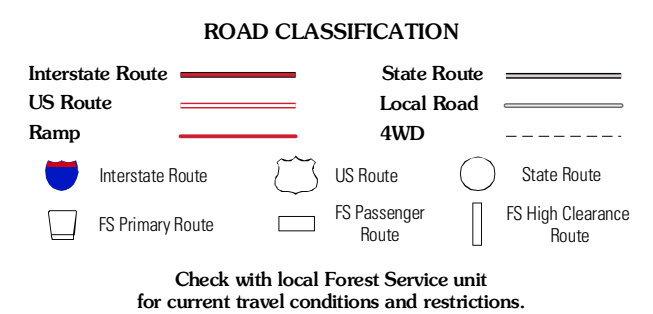 ROAD CLASSIFICATION
Interstate Route
State Route
US Route
Local Road
Ramp
4WD
Interstate Route
US Route
State Route
FS Primary Route
FS Passenger
Route
FS High Clearance
Route
Check with local Forest Service unit
for current travel conditions and restrictions.